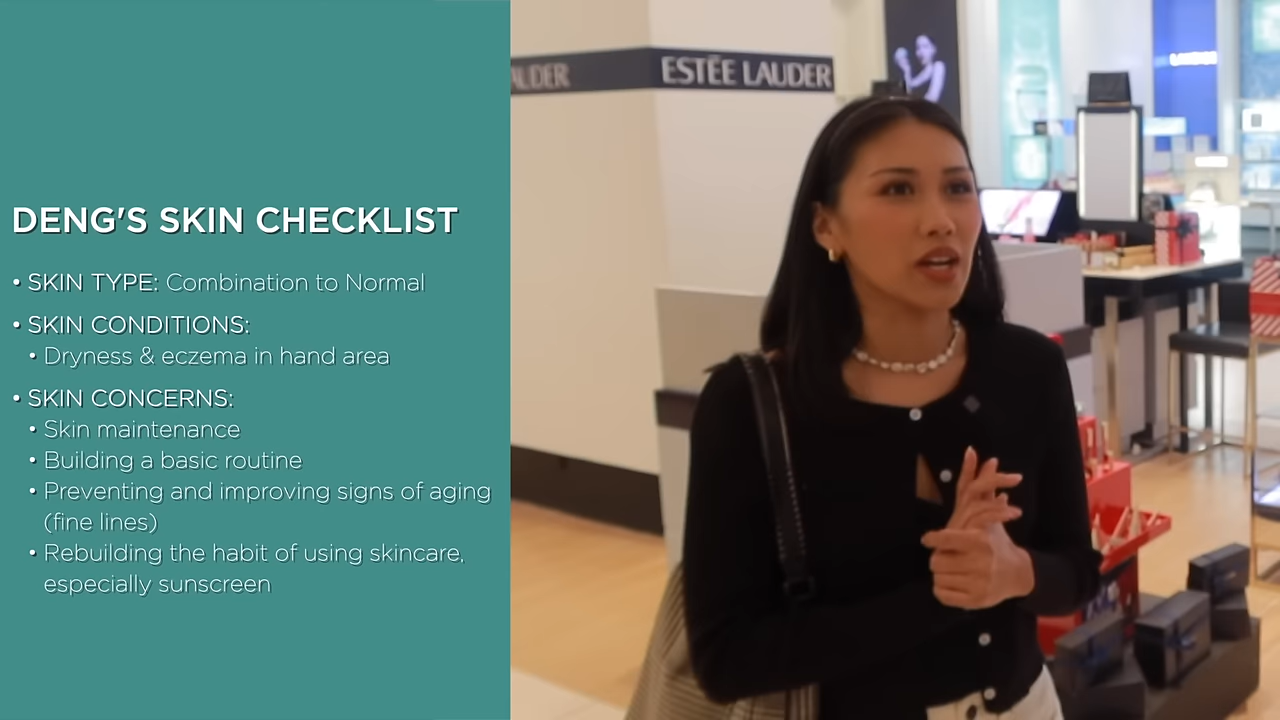 DENG'S SKIN CHECKLIST
• SKIN TYPE: Combination to Normal
• SKIN CONDITIONS:
• Dryness & eczema in hand area
• SKIN CONCERNS:
• Skin maintenance
• Building a basic routine
• Preventing and improving signs of aging
(fine lines)
• Rebuilding the habit of using skincare,
especially sunscreen
AUDER
ESTĒE LAUDER